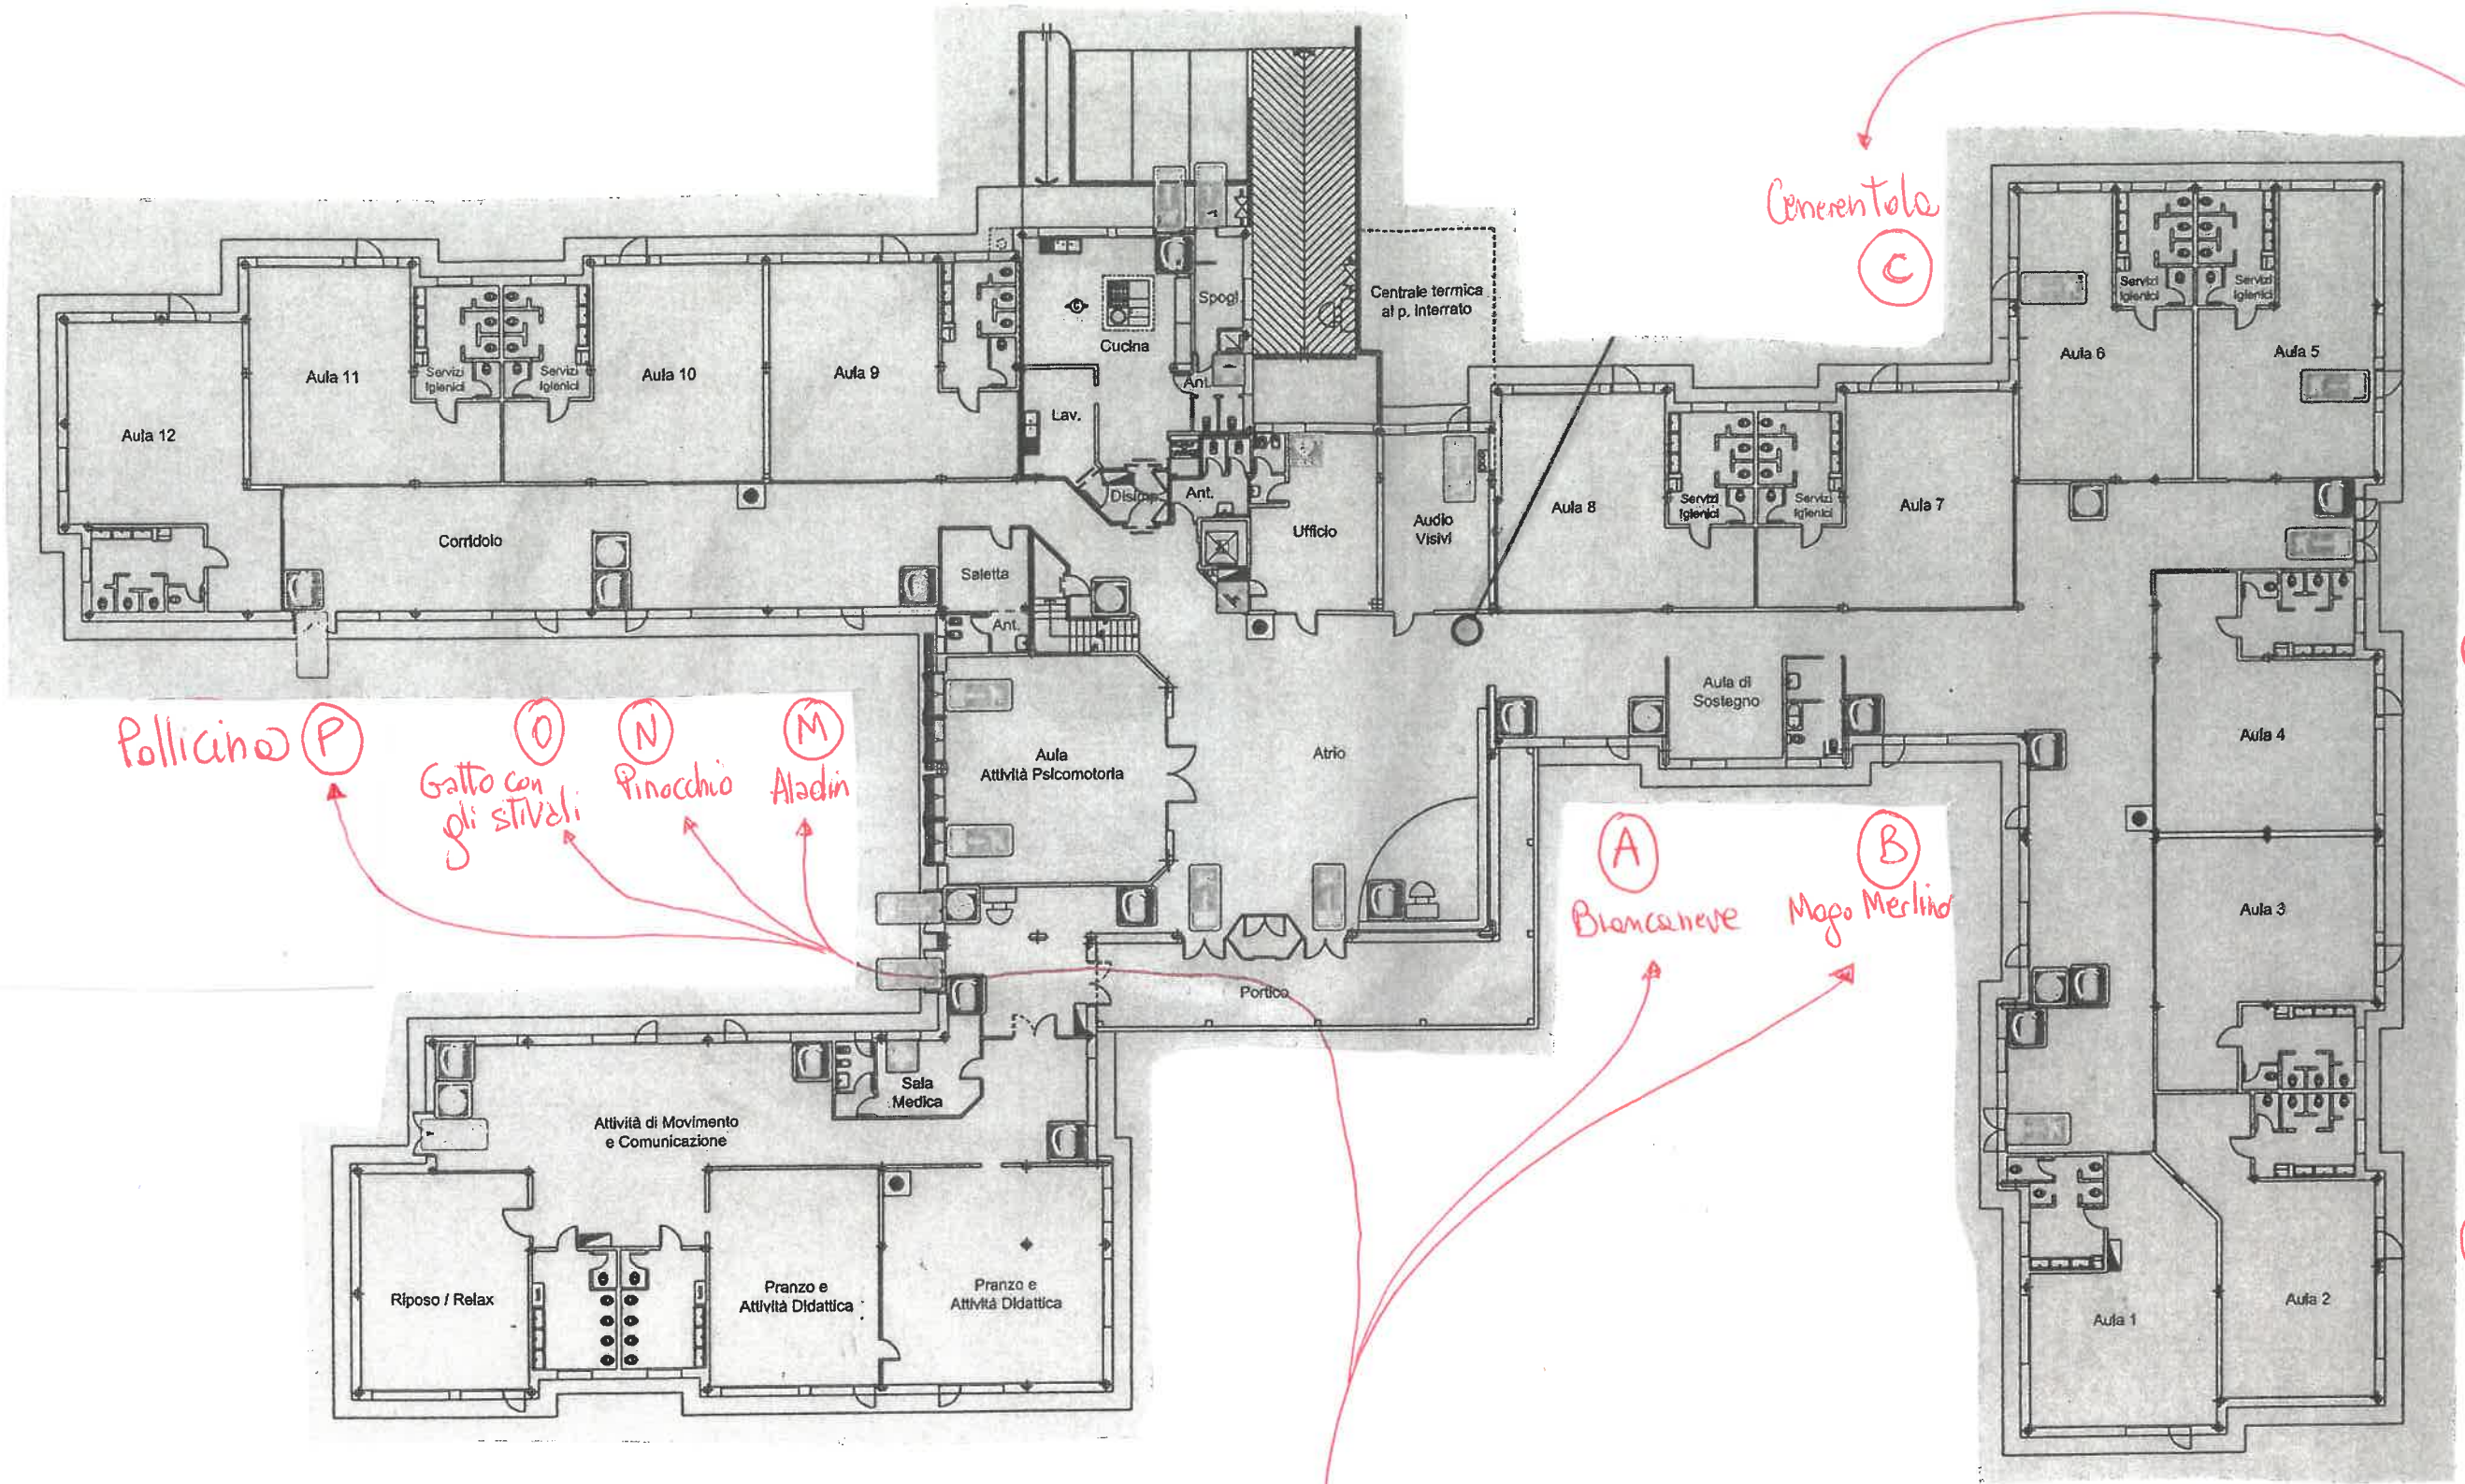 Cenerentola
C
Centrale termica
al p. Interrato
Spogl.
Cucina
Ant.
Lav.
Servizi
Igienici
Servizi
Igienici
Aula 6
Aula 5
Aula 11
Servizi
Igienici
Servizi
Igienici
Aula 10
Aula 9
Aula 12
Corridoio
Disimp.
Ant.
Ufficio
Audio
Visivi
Aula 8
Servizi
Igienici
Servizi
Igienici
Aula 7
Saletta
Ant.
Aula di
Sostegno
Aula 4
Pollicino P
O
Gatto con
gli stivali
N
Pinocchio
M
Aladin
Aula
Attività Psicomotoria
Atrio
A
Biancaneve
B
Mago Merlino
Aula 3
Portico
Sala
Medica
Attività di Movimento
e Comunicazione
Riposo / Relax
Pranzo e
Attività Didattica
Pranzo e
Attività Didattica
Aula 1
Aula 2